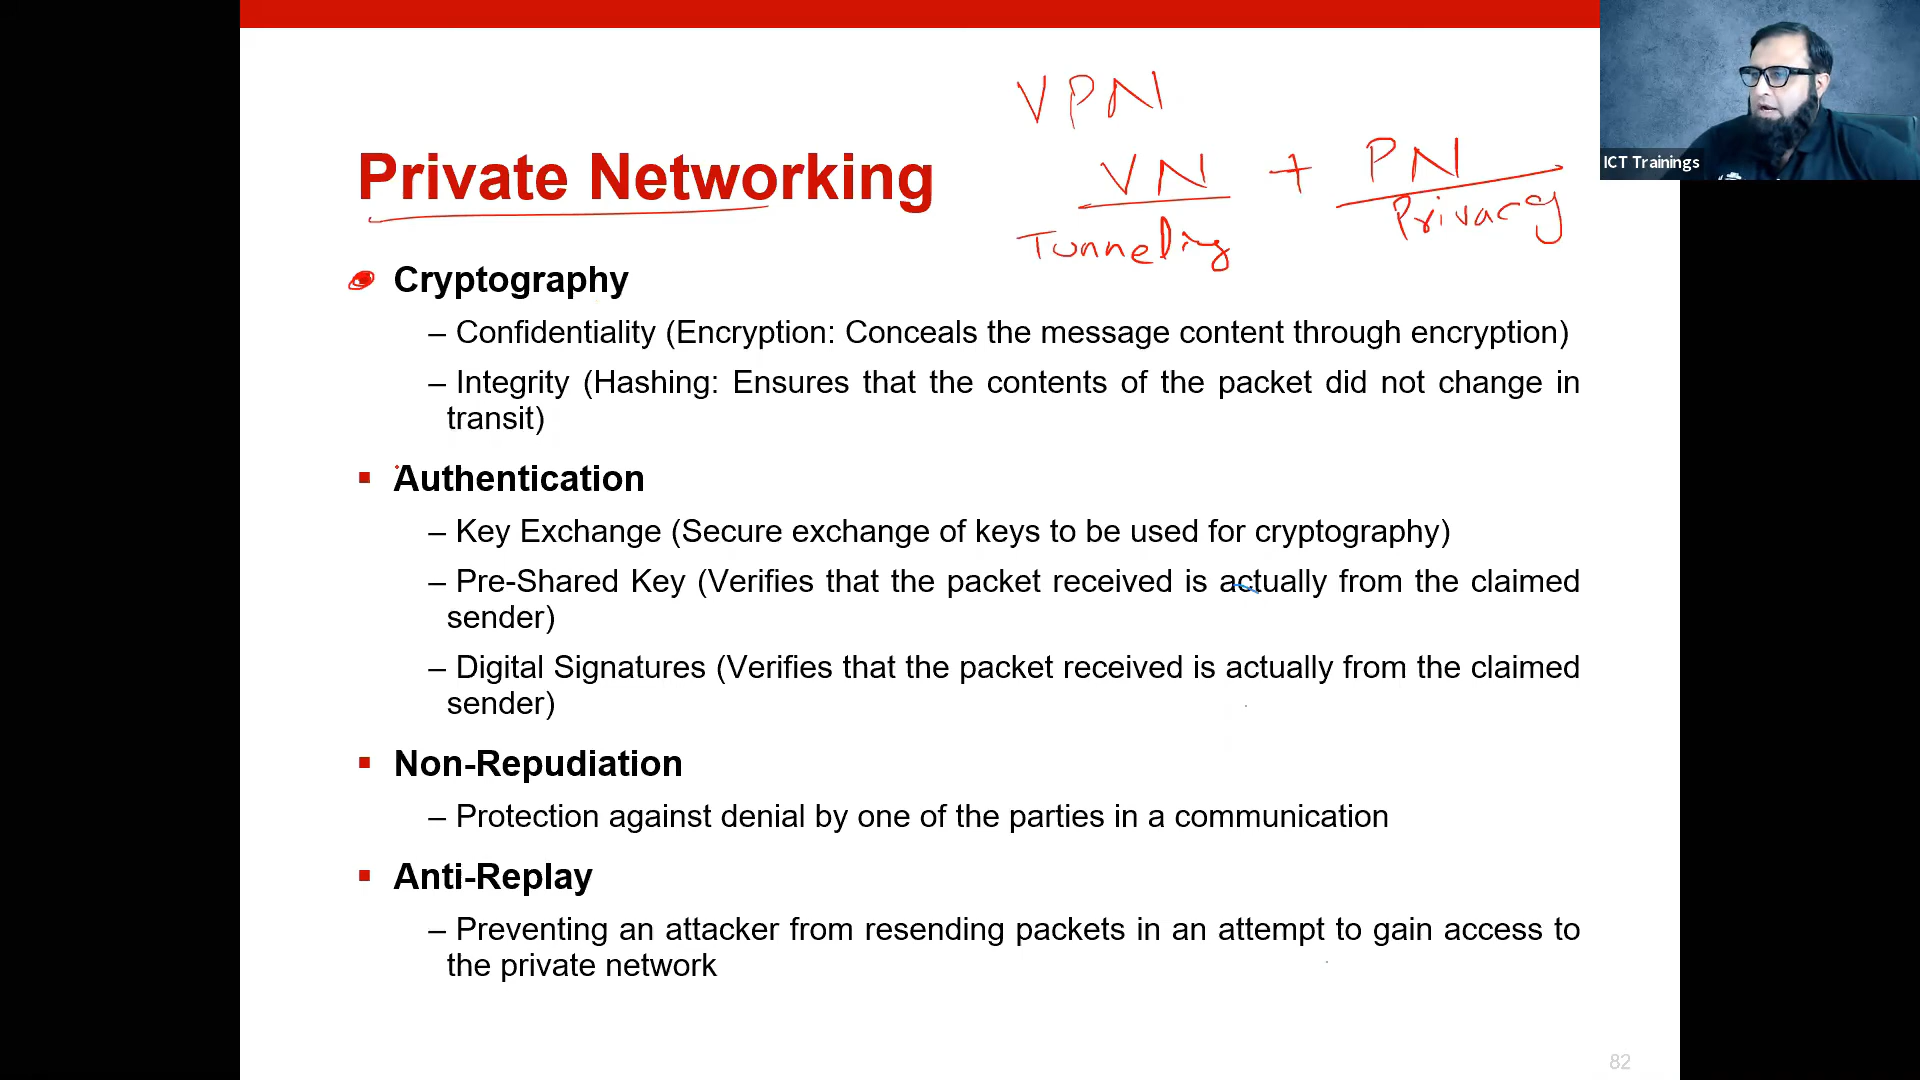 VPN
VN + PN
Tunneling Privacy
ICT Trainings
Private Networking
Cryptography
– Confidentiality (Encryption: Conceals the message content through encryption)
– Integrity (Hashing: Ensures that the contents of the packet did not change in
transit)
Authentication
– Key Exchange (Secure exchange of keys to be used for cryptography)
– Pre-Shared Key (Verifies that the packet received is actually from the claimed
sender)
– Digital Signatures (Verifies that the packet received is actually from the claimed
sender)
Non-Repudiation
– Protection against denial by one of the parties in a communication
Anti-Replay
– Preventing an attacker from resending packets in an attempt to gain access to
the private network
82